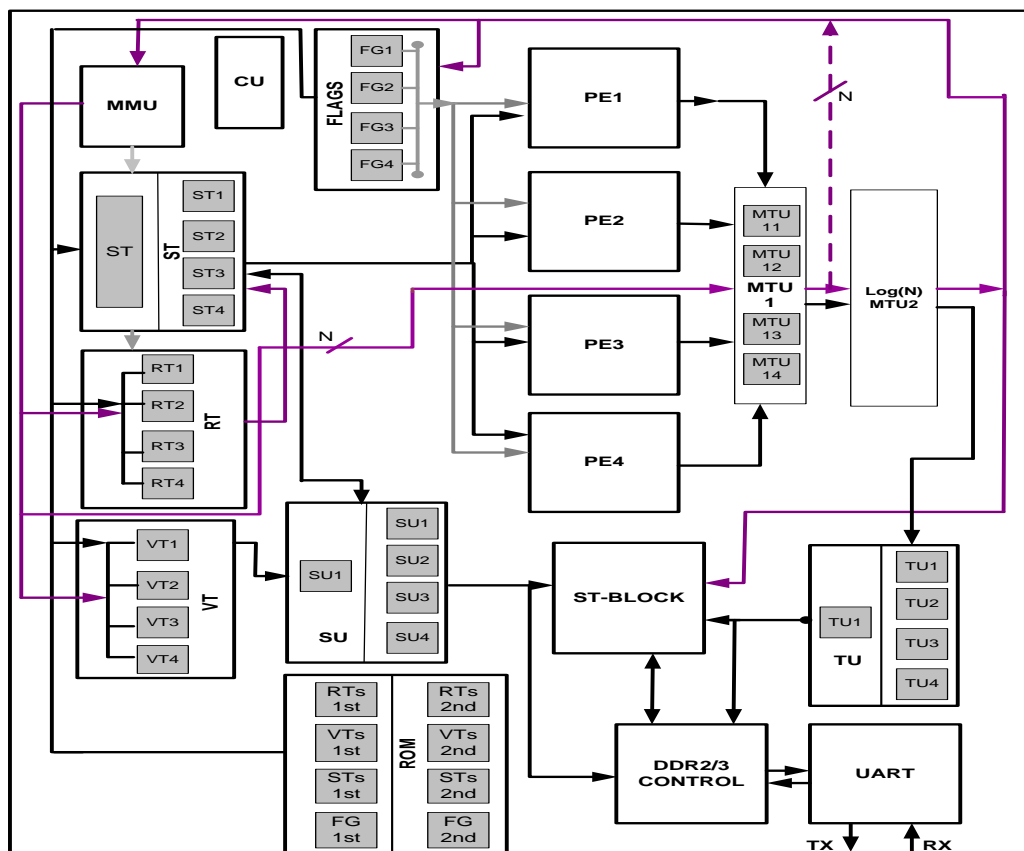 CU
MMU
FLAGS
FG1
FG2
FG3
FG4
PE1
PE2
PE3
PE4
N
ST
ST
ST1
ST2
ST3
ST4
MTU
11
MTU
12
MTU
1
MTU
13
MTU
14
Log(N)
MTU2
N
RT1
RT2
RT3
RT4
RT
VT1
VT2
VT3
VT4
VT
SU1
SU
SU1
SU2
SU3
SU4
ST-BLOCK
TU1
TU
TU1
TU2
TU3
TU4
RTs
1st
VTs
1st
STs
1st
FG
1st
ROM
RTs
2nd
VTs
2nd
STs
2nd
FG
2nd
DDR2/3
CONTROL
UART
TX
RX